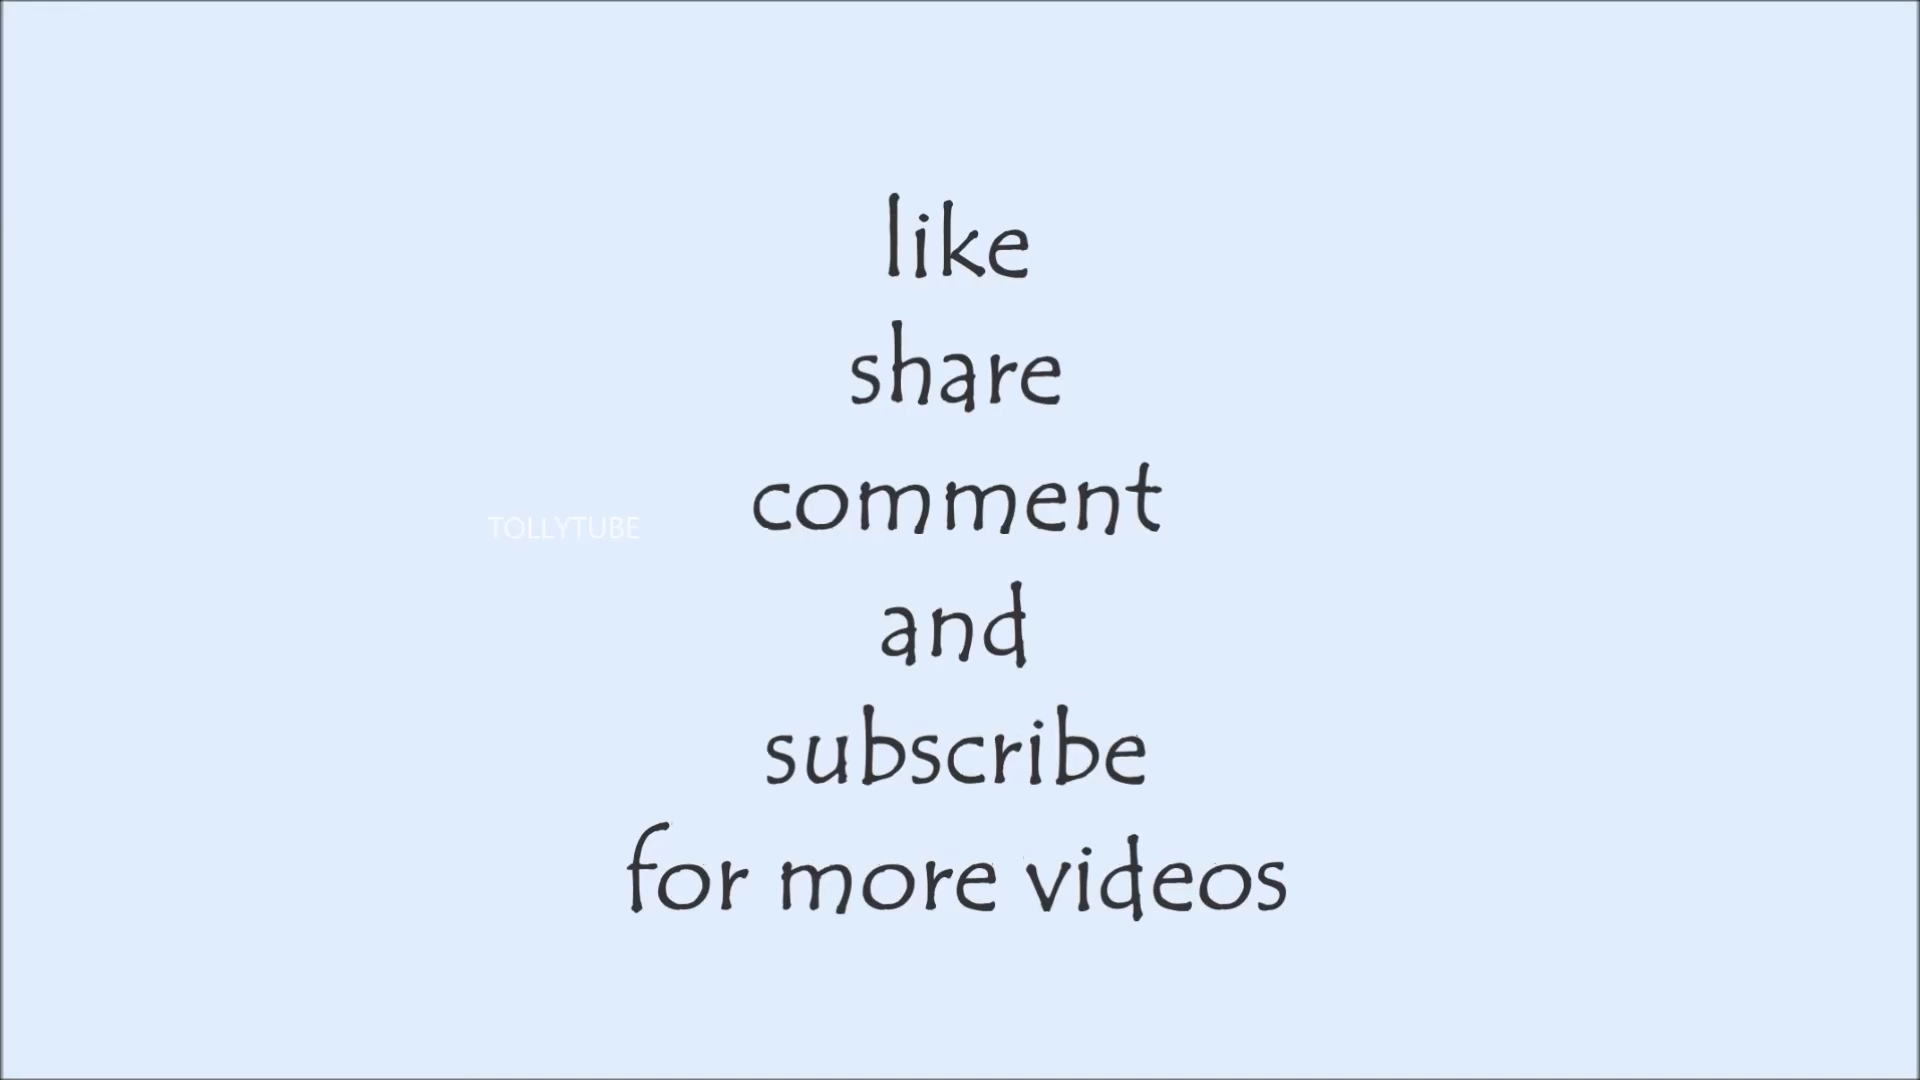 like
share
comment
TOLLYTUBE
and
subscribe
for more videos